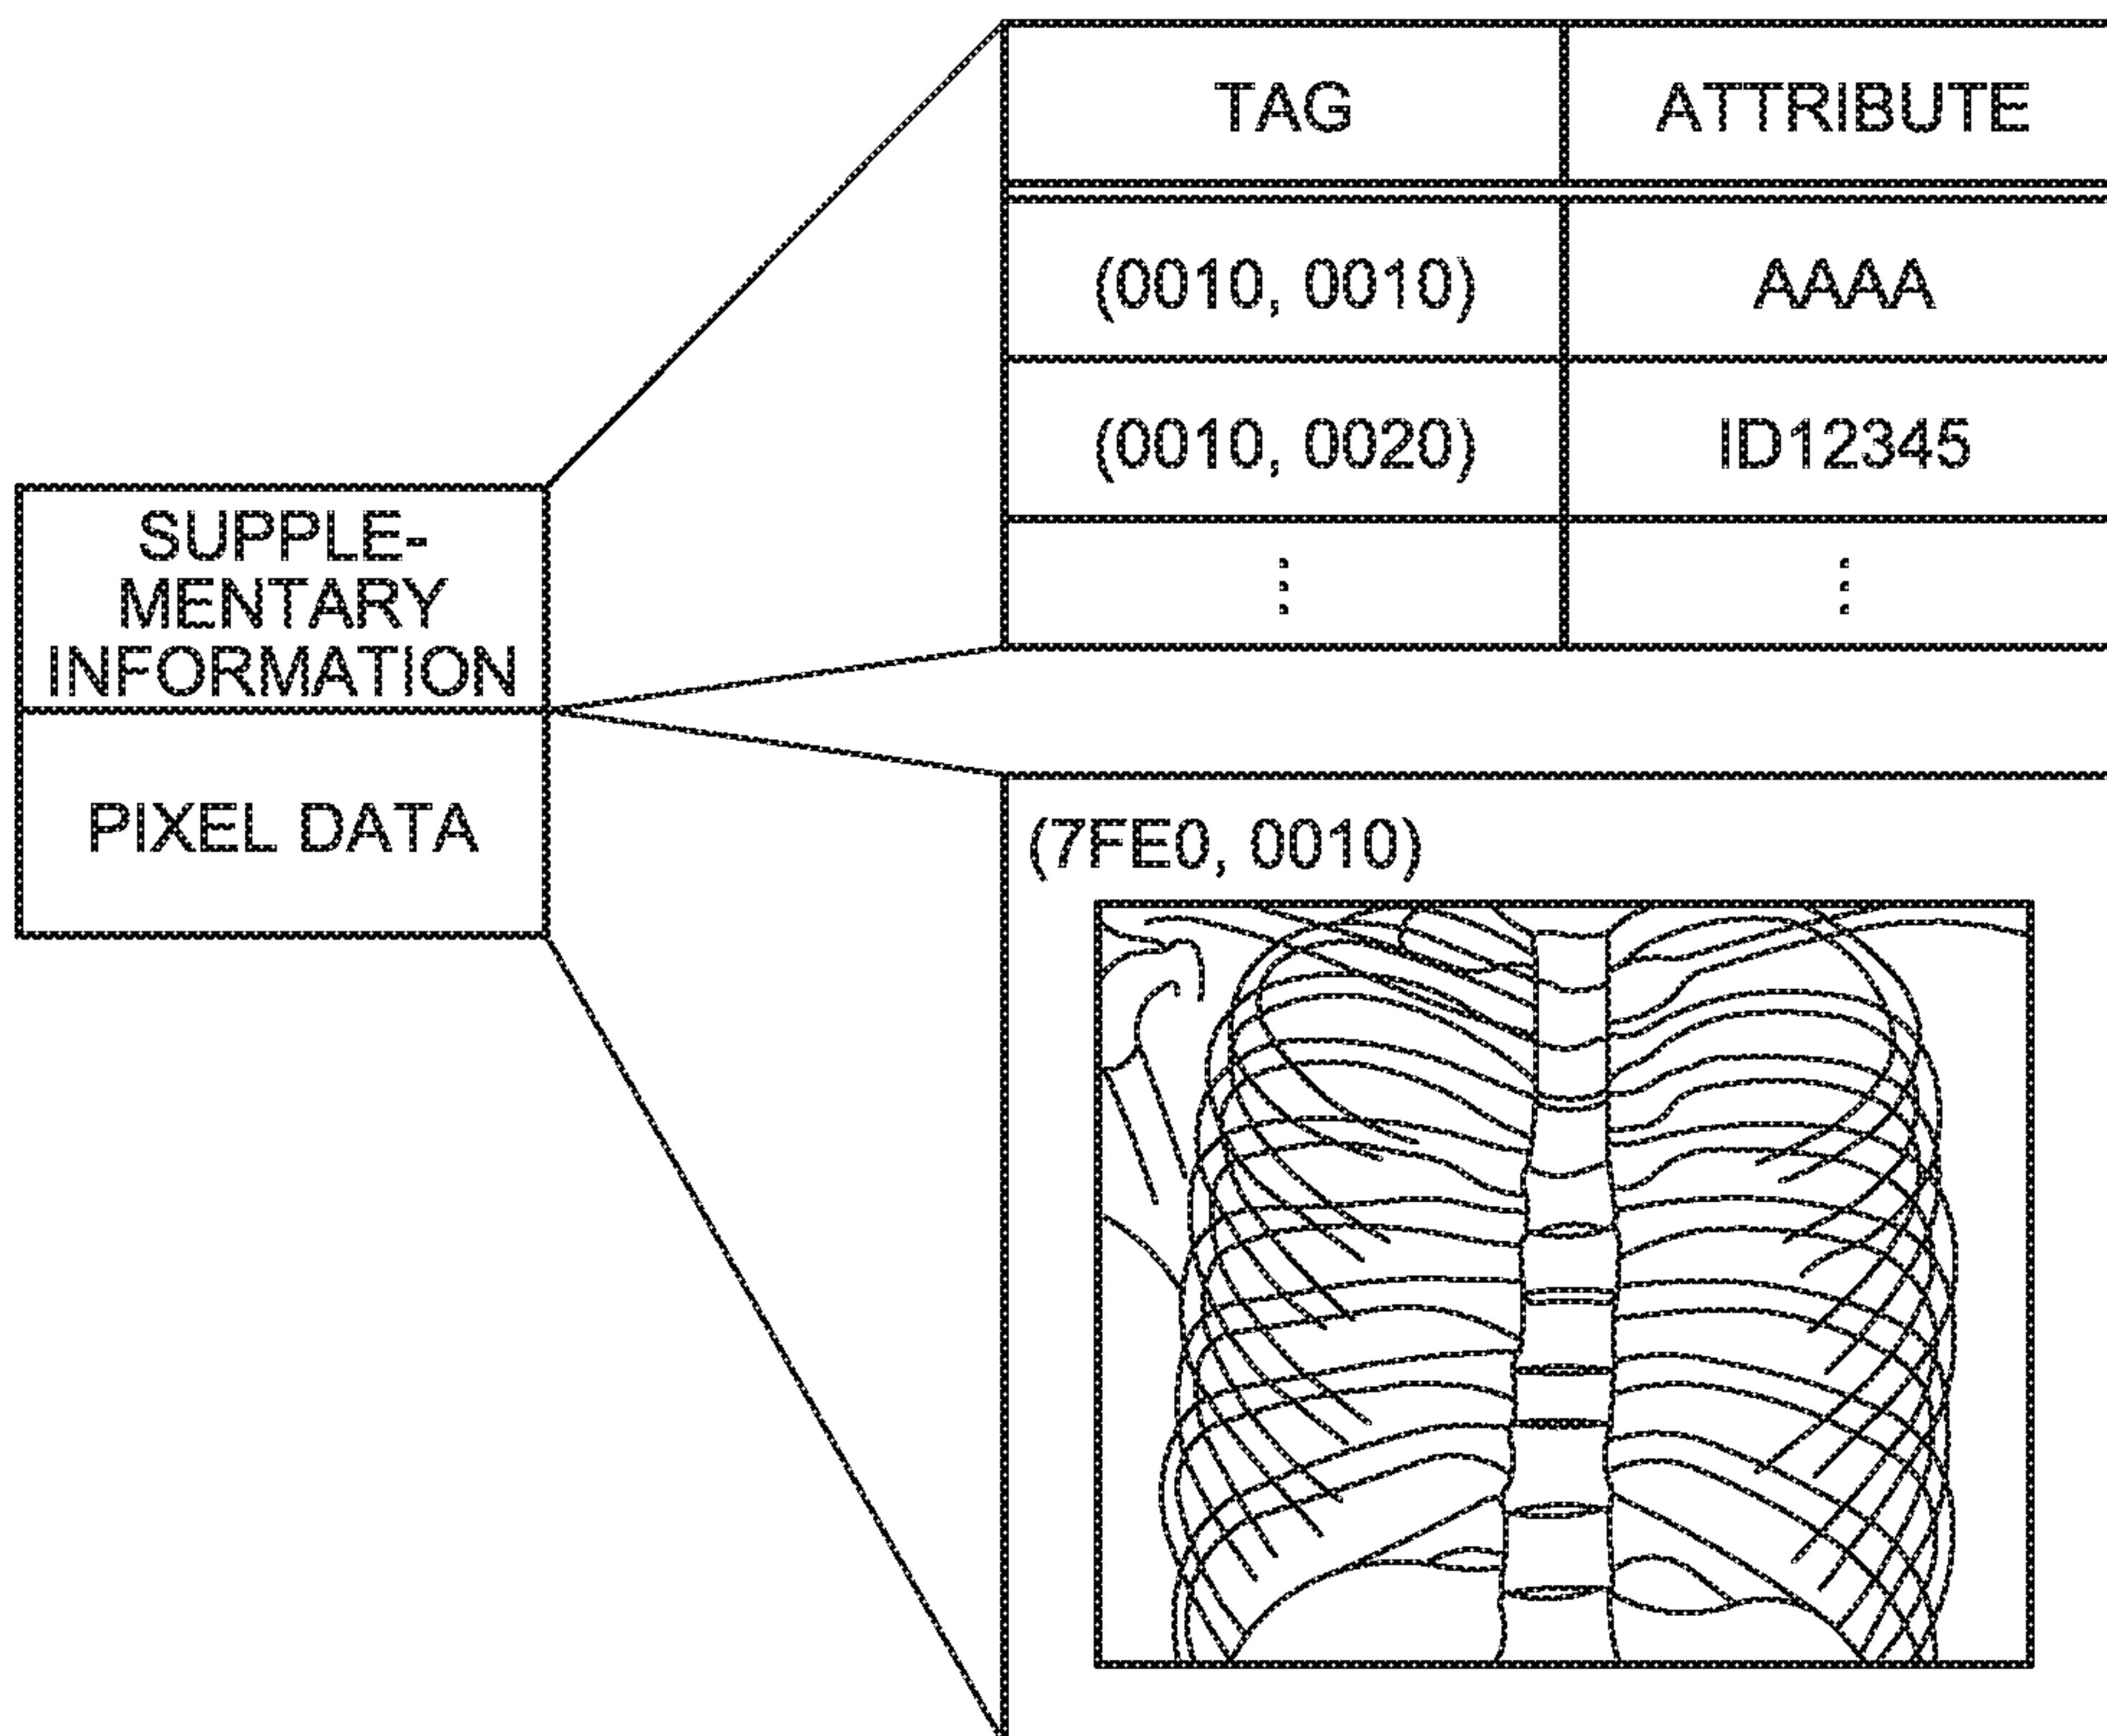 TAG ATTRIBUTE
(0010, 0010) AAAA
(0010, 0020) ID12345
⋮ ⋮
SUPPLE-
MENTARY
INFORMATION
PIXEL DATA
(7FE0, 0010)